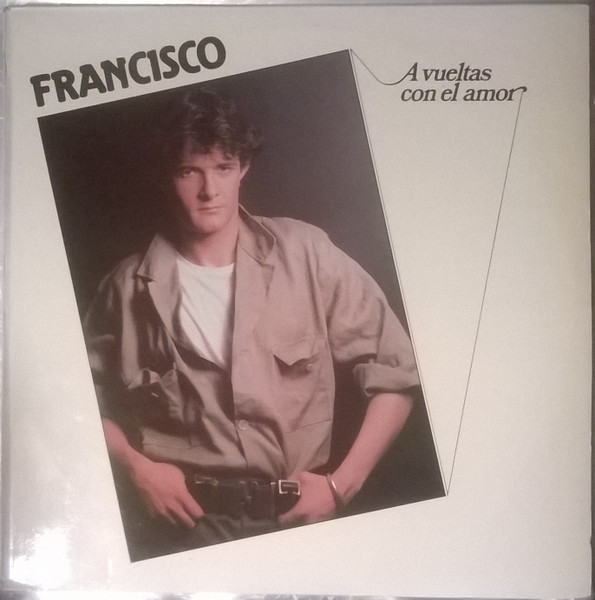 FRANCISCO
A vueltas
con el amor